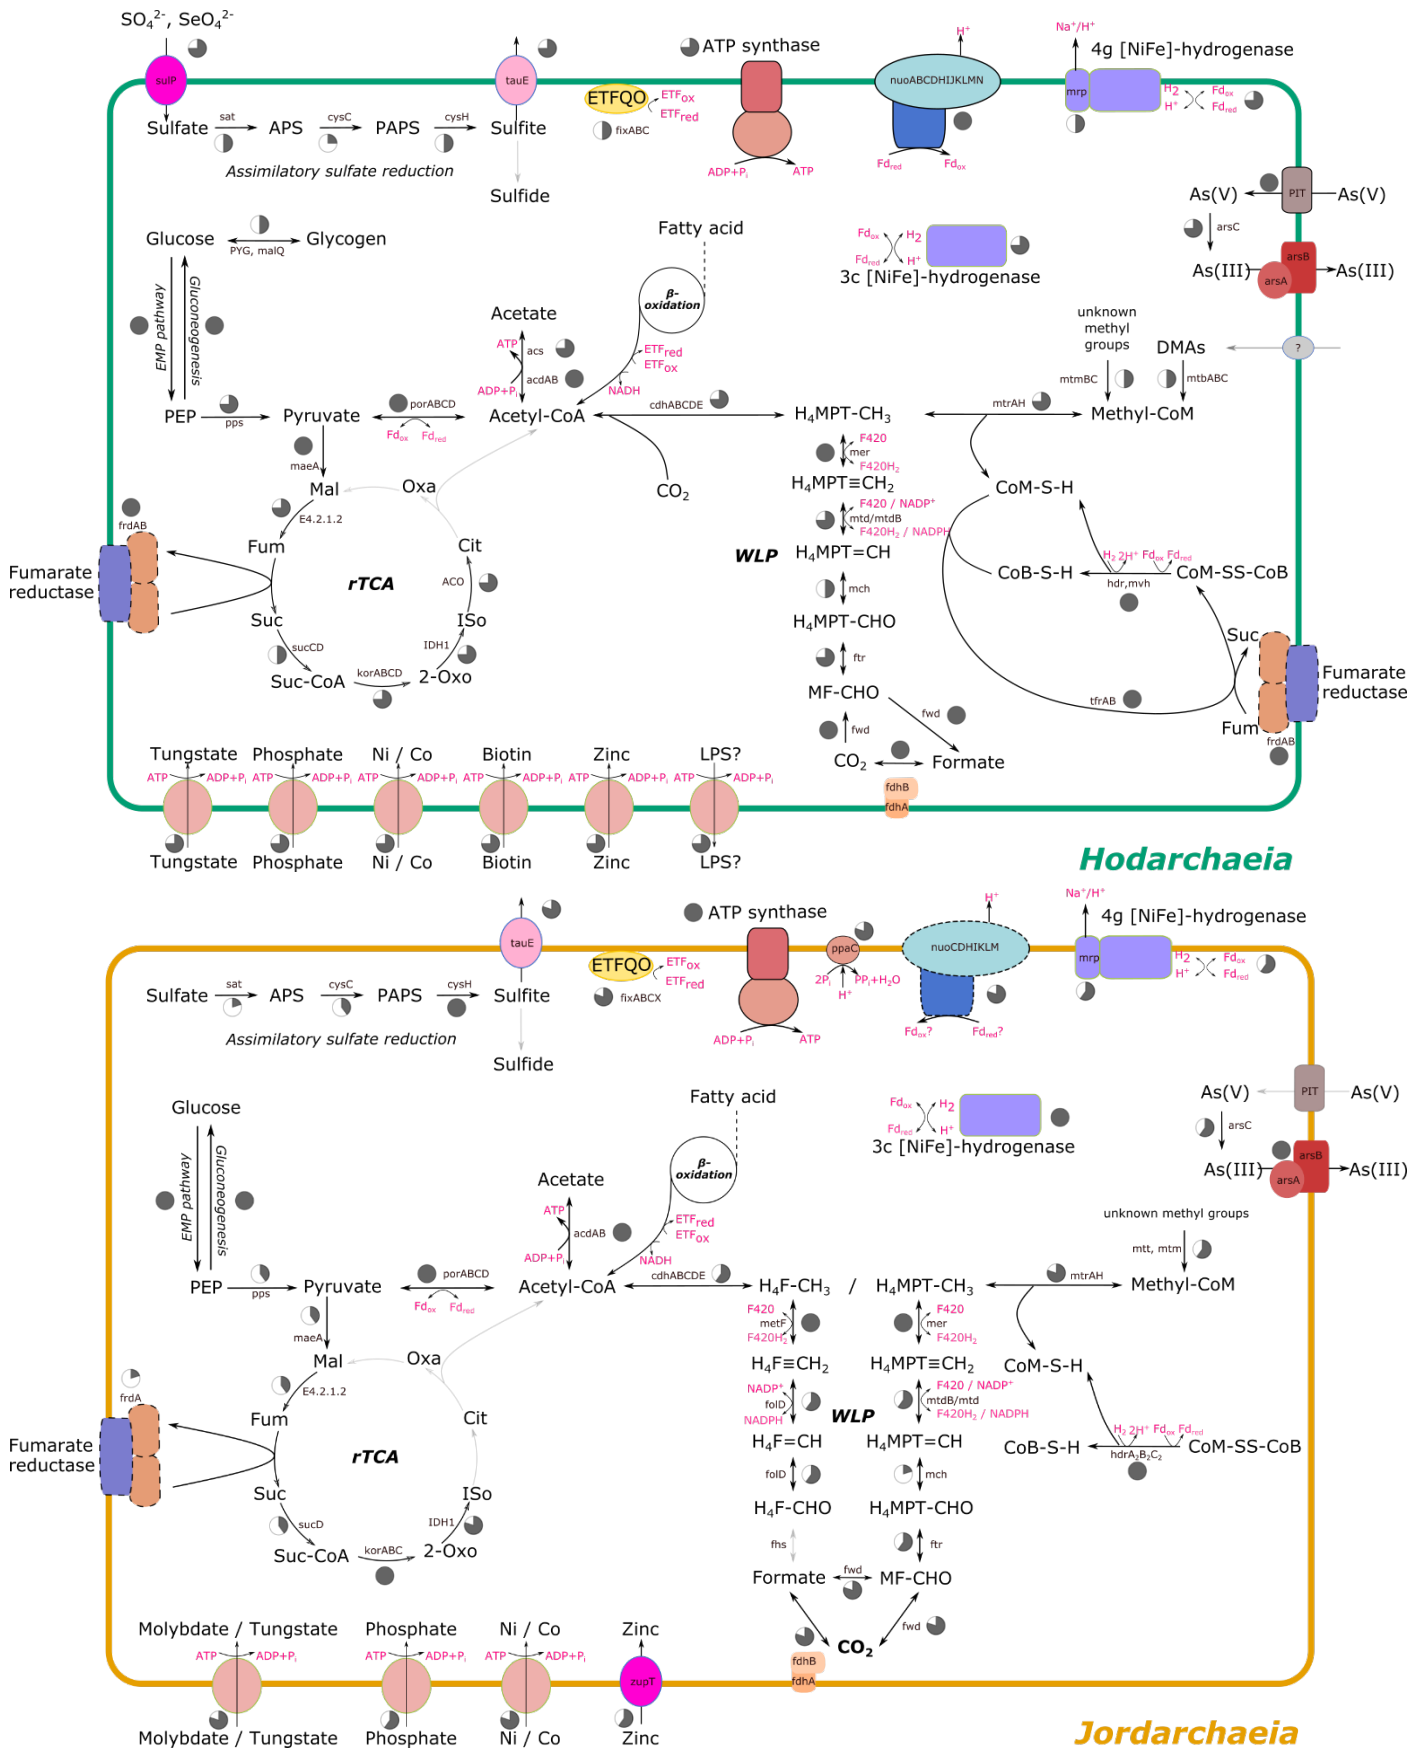 SO₄²⁻, SeO₄²⁻
sulP
tauE
ATP synthase
H⁺
nuoABCDHIJKLMN
Na⁺/H⁺
4g [NiFe]-hydrogenase
mrp
H₂
H⁺
Fdox
Fdred
ETFQO
ETFox
ETFred
fixABC
Sulfate
sat
APS
cysC
PAPS
cysH
Sulfite
Assimilatory sulfate reduction
Sulfide
ADP+Pi
ATP
Fdred
Fdox
As(V)
PIT
As(V)
arsC
As(III)
arsA
arsB
As(III)
Glucose
PYG, malQ
Glycogen
EMP pathway
Gluconeogenesis
Fatty acid
β-
oxidation
Fdox
Fdred
H₂
H⁺
3c [NiFe]-hydrogenase
Acetate
ATP
acs
acdAB
ADP+Pi
ETFred
ETFox
NADH
unknown
methyl
groups
DMAs
?
mtmBC
mtbABC
PEP
pps
Pyruvate
porABCD
Fdox
Fdred
Acetyl-CoA
cdhABCDE
H₄MPT-CH₃
mtrAH
Methyl-CoM
maeA
F420
mer
F420H₂
CO₂
Mal
Oxa
H₄MPT≡CH₂
CoM-S-H
frdAB
E4.2.1.2
F420 / NADP⁺
mtd/mtdB
F420H₂ / NADPH
Fum
Cit
WLP
H₄MPT=CH
H₂ 2H⁺ Fdox Fdred
Fumarate
reductase
rTCA
ACO
mch
CoB-S-H
hdr,mvh
CoM-SS-CoB
Suc
ISo
H₄MPT-CHO
sucCD
IDH1
Suc
Suc-CoA
korABCD
2-Oxo
ftr
Fumarate
reductase
MF-CHO
tfrAB
fwd
fwd
Fum
frdAB
CO₂
Formate
fdhB
fdhA
Tungstate
Phosphate
Ni / Co
Biotin
Zinc
LPS?
ATP ADP+Pi
ATP ADP+Pi
ATP ADP+Pi
ATP ADP+Pi
ATP ADP+Pi
ATP ADP+Pi
Tungstate
Phosphate
Ni / Co
Biotin
Zinc
LPS?
Hodarchaeia
tauE
ATP synthase
ppaC
2Pi
PPi+H₂O
H⁺
H⁺
nuoCDHIKLM
Na⁺/H⁺
4g [NiFe]-hydrogenase
mrp
H₂
H⁺
Fdox
Fdred
ETFQO
ETFox
ETFred
fixABCX
Sulfate
sat
APS
cysC
PAPS
cysH
Sulfite
Assimilatory sulfate reduction
Sulfide
ADP+Pi
ATP
Fdox?
Fdred?
As(V)
PIT
As(V)
arsC
As(III)
arsA
arsB
As(III)
Glucose
EMP pathway
Gluconeogenesis
Fatty acid
β-
oxidation
Fdox
Fdred
H₂
H⁺
3c [NiFe]-hydrogenase
Acetate
ATP
acdAB
ADP+Pi
ETFred
ETFox
NADH
unknown methyl groups
mtt, mtm
PEP
pps
Pyruvate
porABCD
Fdox
Fdred
Acetyl-CoA
cdhABCDE
H₄F-CH₃ / H₄MPT-CH₃
mtrAH
Methyl-CoM
maeA
F420
metF
F420H₂
F420
mer
F420H₂
Mal
Oxa
H₄F≡CH₂
H₄MPT≡CH₂
CoM-S-H
frdA
E4.2.1.2
NADP⁺
folD
NADPH
F420 / NADP⁺
mtdB/mtd
F420H₂ / NADPH
WLP
Fum
Cit
H₄F=CH
H₄MPT=CH
H₂ 2H⁺ Fdox Fdred
CoB-S-H
hdrA₂B₂C₂
CoM-SS-CoB
Fumarate
reductase
rTCA
folD
mch
Suc
ISo
H₄F-CHO
H₄MPT-CHO
sucD
IDH1
Suc-CoA
korABC
2-Oxo
fhs
ftr
Formate
fwd
MF-CHO
fwd
CO₂
fdhB
fdhA
Molybdate / Tungstate
Phosphate
Ni / Co
Zinc
ATP ADP+Pi
ATP ADP+Pi
ATP ADP+Pi
zupT
Molybdate / Tungstate
Phosphate
Ni / Co
Zinc
Jordarchaeia